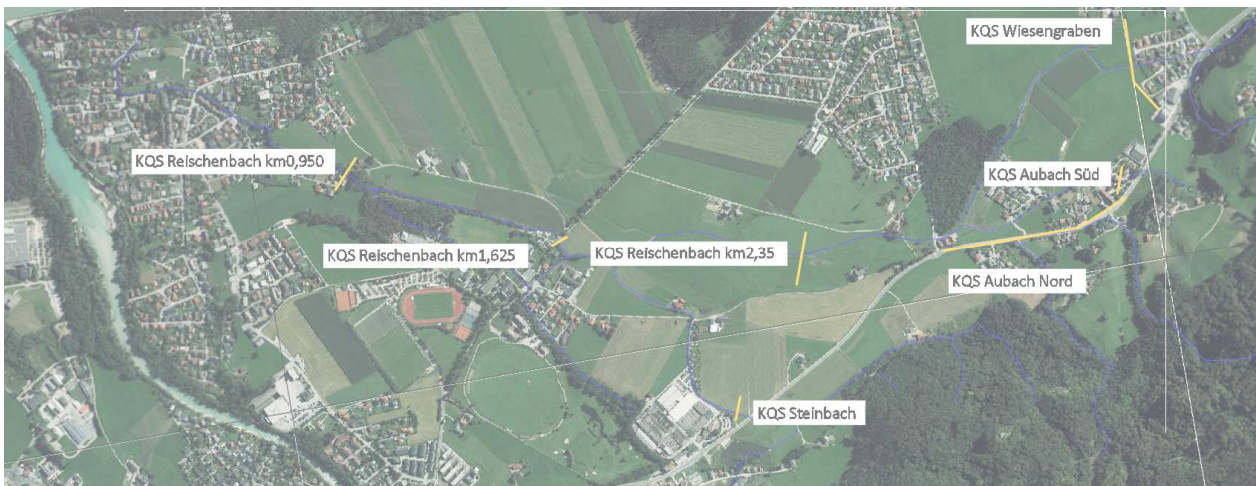 KQS Wiesengraben
KQS Reischenbach km0,950
KQS Aubach Süd
KQS Reischenbach km1,625
KQS Reischenbach km2,35
KQS Aubach Nord
KQS Steinbach